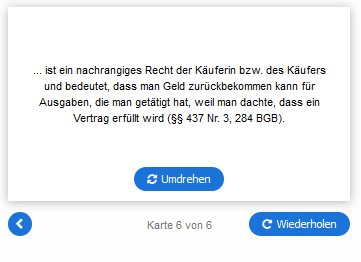 ... ist ein nachrangiges Recht der Käuferin bzw. des Käufers
und bedeutet, dass man Geld zurückbekommen kann für
Ausgaben, die man getätigt hat, weil man dachte, dass ein
Vertrag erfüllt wird (§§ 437 Nr. 3, 284 BGB).
Umdrehen
Karte 6 von 6
Wiederholen